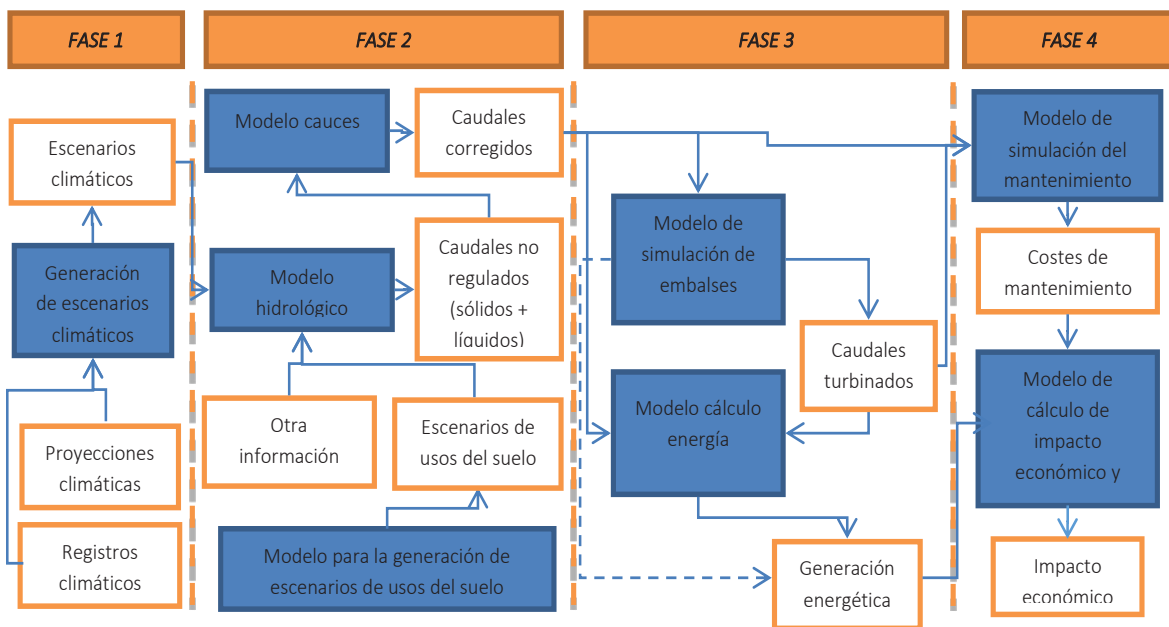 FASE 1
FASE 2
FASE 3
FASE 4
Escenarios
climáticos
Generación
de escenarios
climáticos
Proyecciones
climáticas
Registros
climáticos
Modelo cauces
Caudales
corregidos
Modelo
hidrológico
Caudales no
regulados
(sólidos +
líquidos)
Otra
información
Escenarios de
usos del suelo
Modelo para la generación de
escenarios de usos del suelo
Modelo de
simulación de
embalses
Caudales
turbinados
Modelo cálculo
energía
Generación
energética
Modelo de
simulación del
mantenimiento
Costes de
mantenimiento
Modelo de
cálculo de
impacto
económico y
Impacto
económico